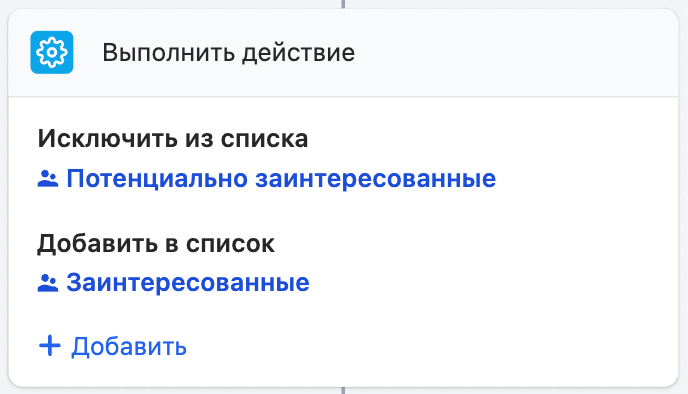 Выполнить действие
Исключить из списка
Потенциально заинтересованные
Добавить в список
Заинтересованные
+ Добавить